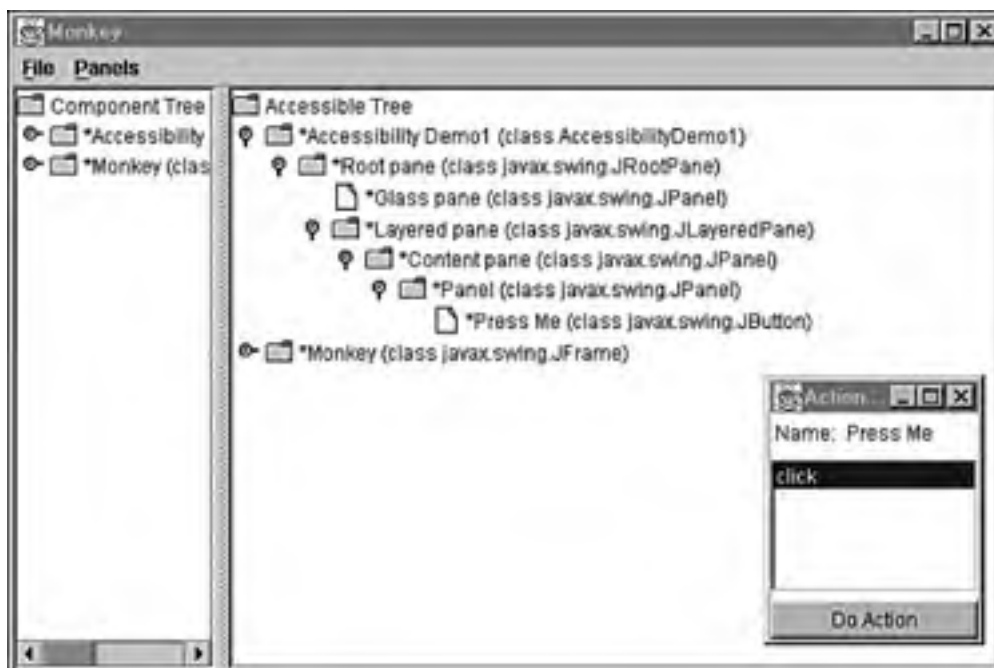 Monkey
File Panels
Component Tree
*Accessibility
*Monkey (clas
Accessible Tree
*Accessibility Demo1 (class AccessibilityDemo1)
*Root pane (class javax.swing.JRootPane)
*Glass pane (class javax.swing.JPanel)
*Layered pane (class javax.swing.JLayeredPane)
*Content pane (class javax.swing.JPanel)
*Panel (class javax.swing.JPanel)
*Press Me (class javax.swing.JButton)
*Monkey (class javax.swing.JFrame)
Action...
Name: Press Me
click
Do Action